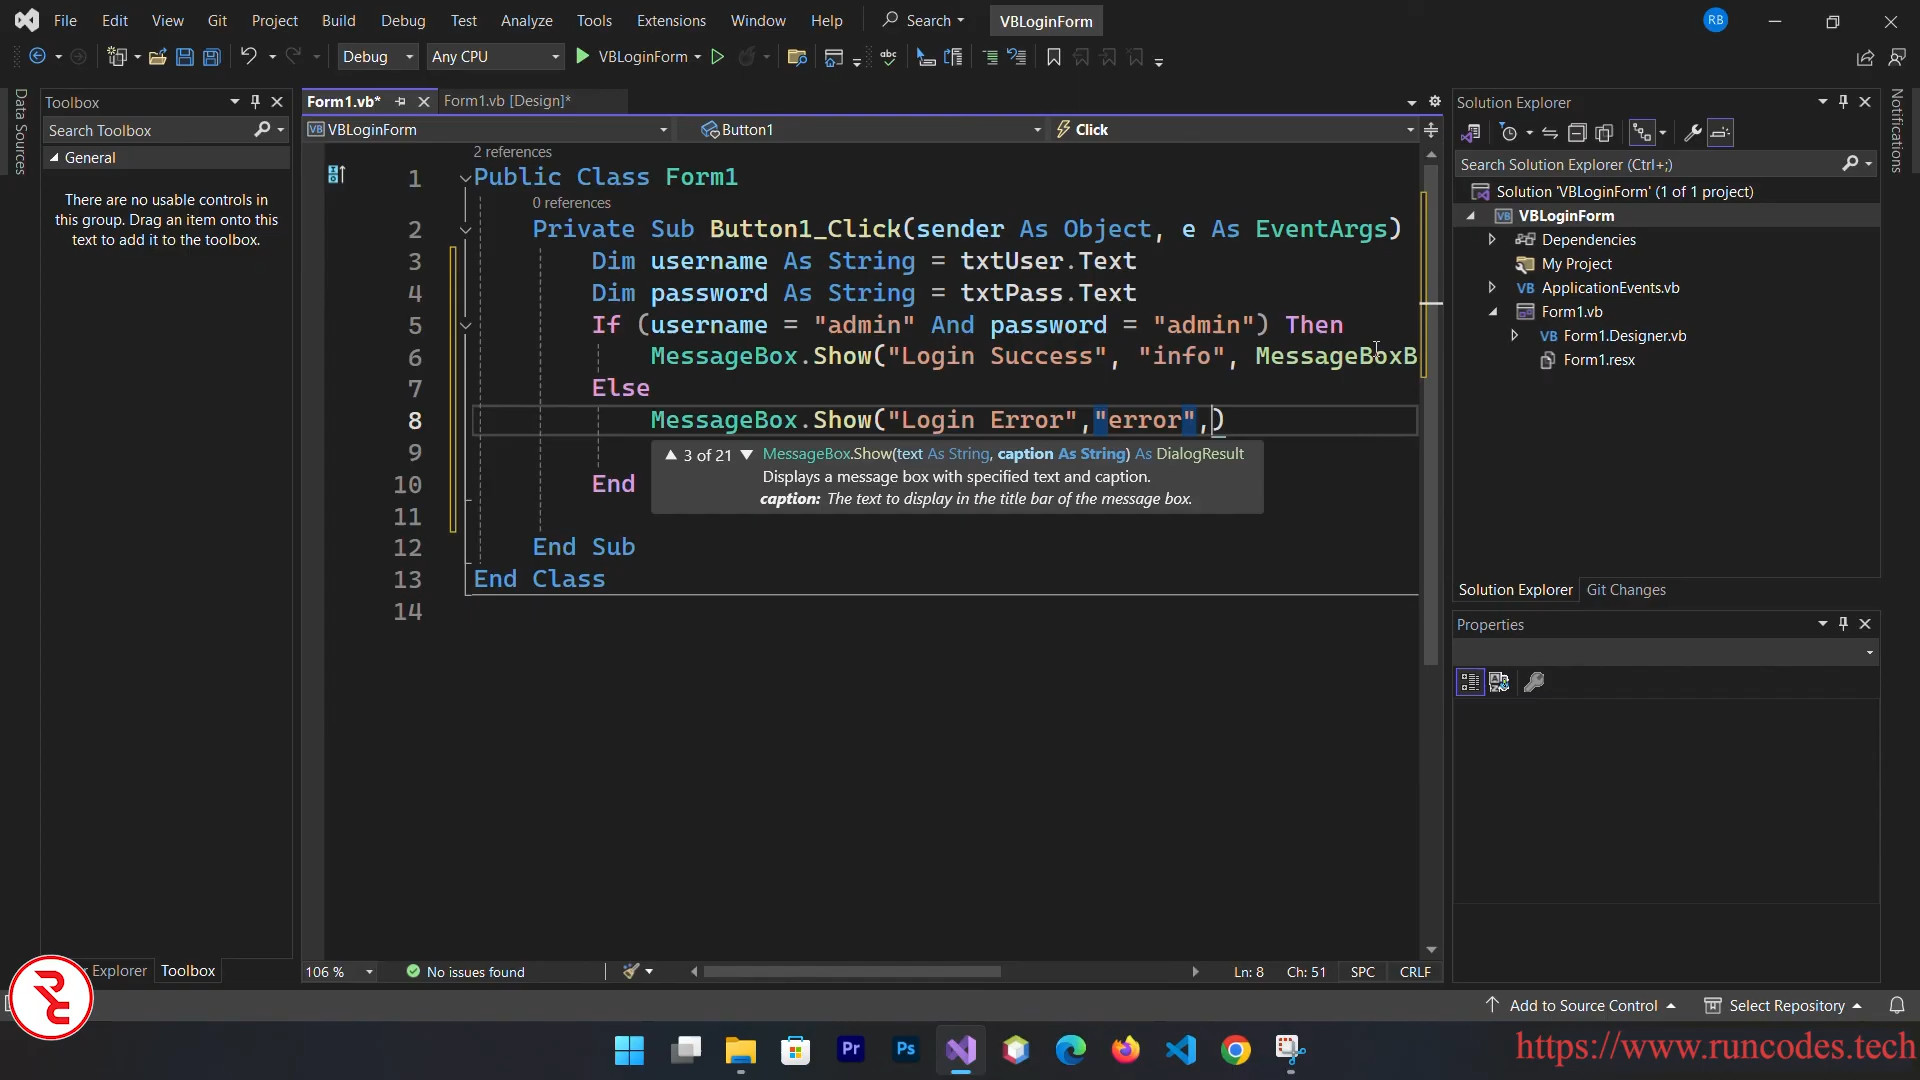 File Edit View Git Project Build Debug Test Analyze Tools Extensions Window Help Search VBLoginForm RB
Debug Any CPU VBLoginForm
Data Sources
Toolbox
Search Toolbox
General
There are no usable controls in
this group. Drag an item onto this
text to add it to the toolbox.
Form1.vb* Form1.vb [Design]*
VB VBLoginForm Button1 Click
2 references
1 Public Class Form1
0 references
2 Private Sub Button1_Click(sender As Object, e As EventArgs)
3 Dim username As String = txtUser.Text
4 Dim password As String = txtPass.Text
5 If (username = "admin" And password = "admin") Then
6 MessageBox.Show("Login Success", "info", MessageBoxB
7 Else
8 MessageBox.Show("Login Error","error",)
9
3 of 21 MessageBox.Show(text As String, caption As String) As DialogResult
Displays a message box with specified text and caption.
caption: The text to display in the title bar of the message box.
10 End
11
12 End Sub
13 End Class
14
106 % No issues found Ln: 8 Ch: 51 SPC CRLF
Explorer Toolbox
Solution Explorer
Search Solution Explorer (Ctrl+;)
Solution 'VBLoginForm' (1 of 1 project)
VB VBLoginForm
Dependencies
My Project
VB ApplicationEvents.vb
Form1.vb
VB Form1.Designer.vb
Form1.resx
Solution Explorer Git Changes
Properties
Notifications
Add to Source Control Select Repository
Pr Ps
https://www.runcodes.tech